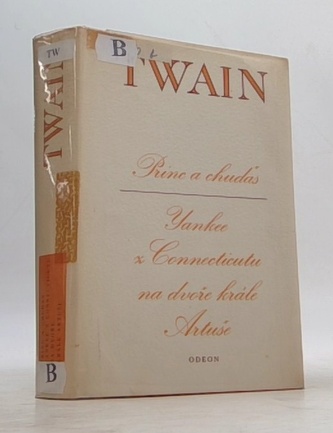 TW
B
TWAIN
TWAIN
Princ a chuďas
Yankee
z Connecticutu
na dvoře krále
Artuše
ODEON
B